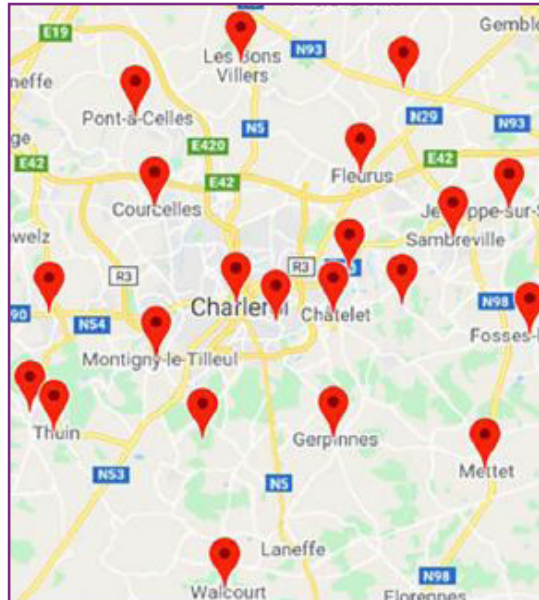 E19
Les Bons
Villers
N93
Gembl
neffe
Pont-à-Celles
N5
N29
N93
ge
E420
E42
Fleurus
E42
E42
Courcelles
Sambreville
welz
R3
R3
90
N54
Charleroi
Châtelet
N98
Fosses-l
Montigny-le-Tilleul
Thuin
Gerpinnes
Mettet
N53
N5
Laneffe
N98
Walcourt
Florennes